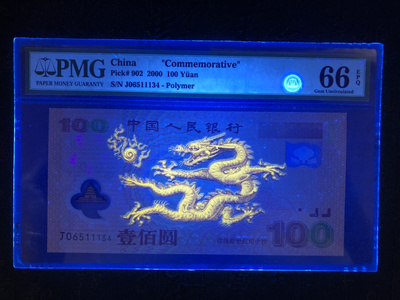 PMG
PAPER MONEY GUARANTY
China "Commemorative"
Pick# 902 2000 100 Yüan
S/N J06511134 - Polymer
66 EPQ
Gem Uncirculated
100 中国人民银行
J06511134
壹佰圆
100